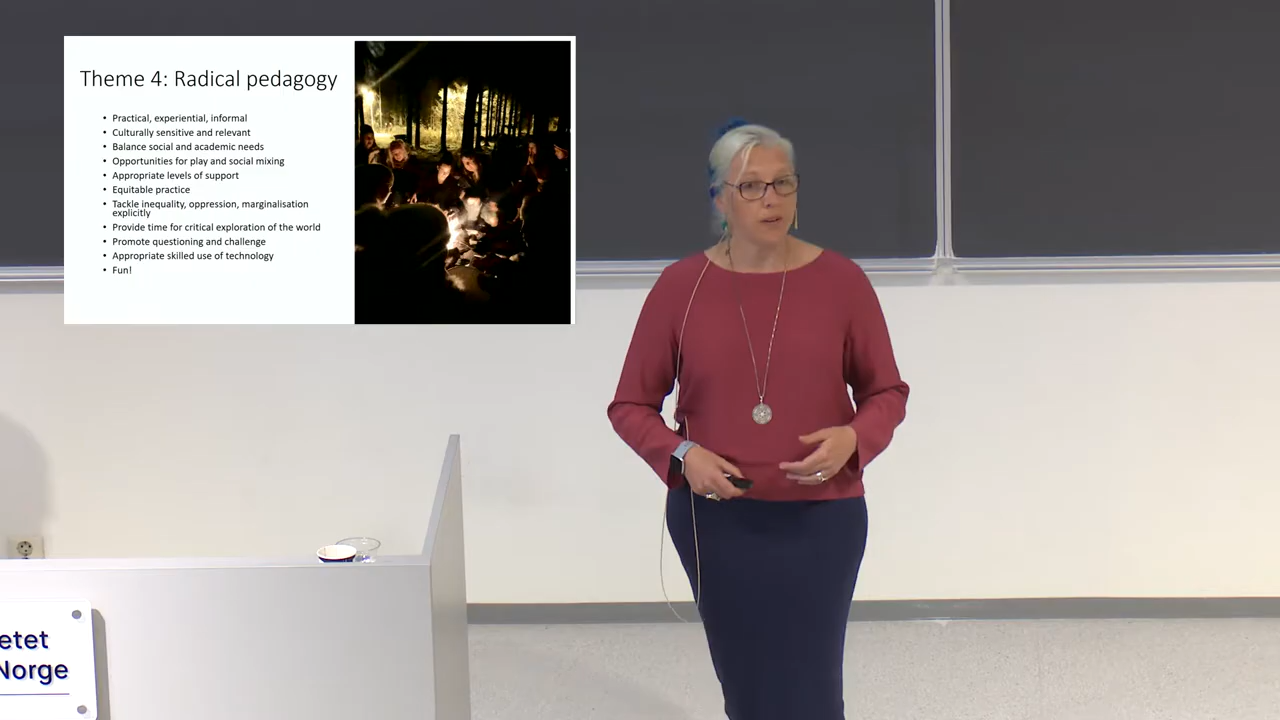 Theme 4: Radical pedagogy
• Practical, experiential, informal
• Culturally sensitive and relevant
• Balance social and academic needs
• Opportunities for play and social mixing
• Appropriate levels of support
• Equitable practice
• Tackle inequality, oppression, marginalisation
explicitly
• Provide time for critical exploration of the world
• Promote questioning and challenge
• Appropriate skilled use of technology
• Fun!
etet
Norge